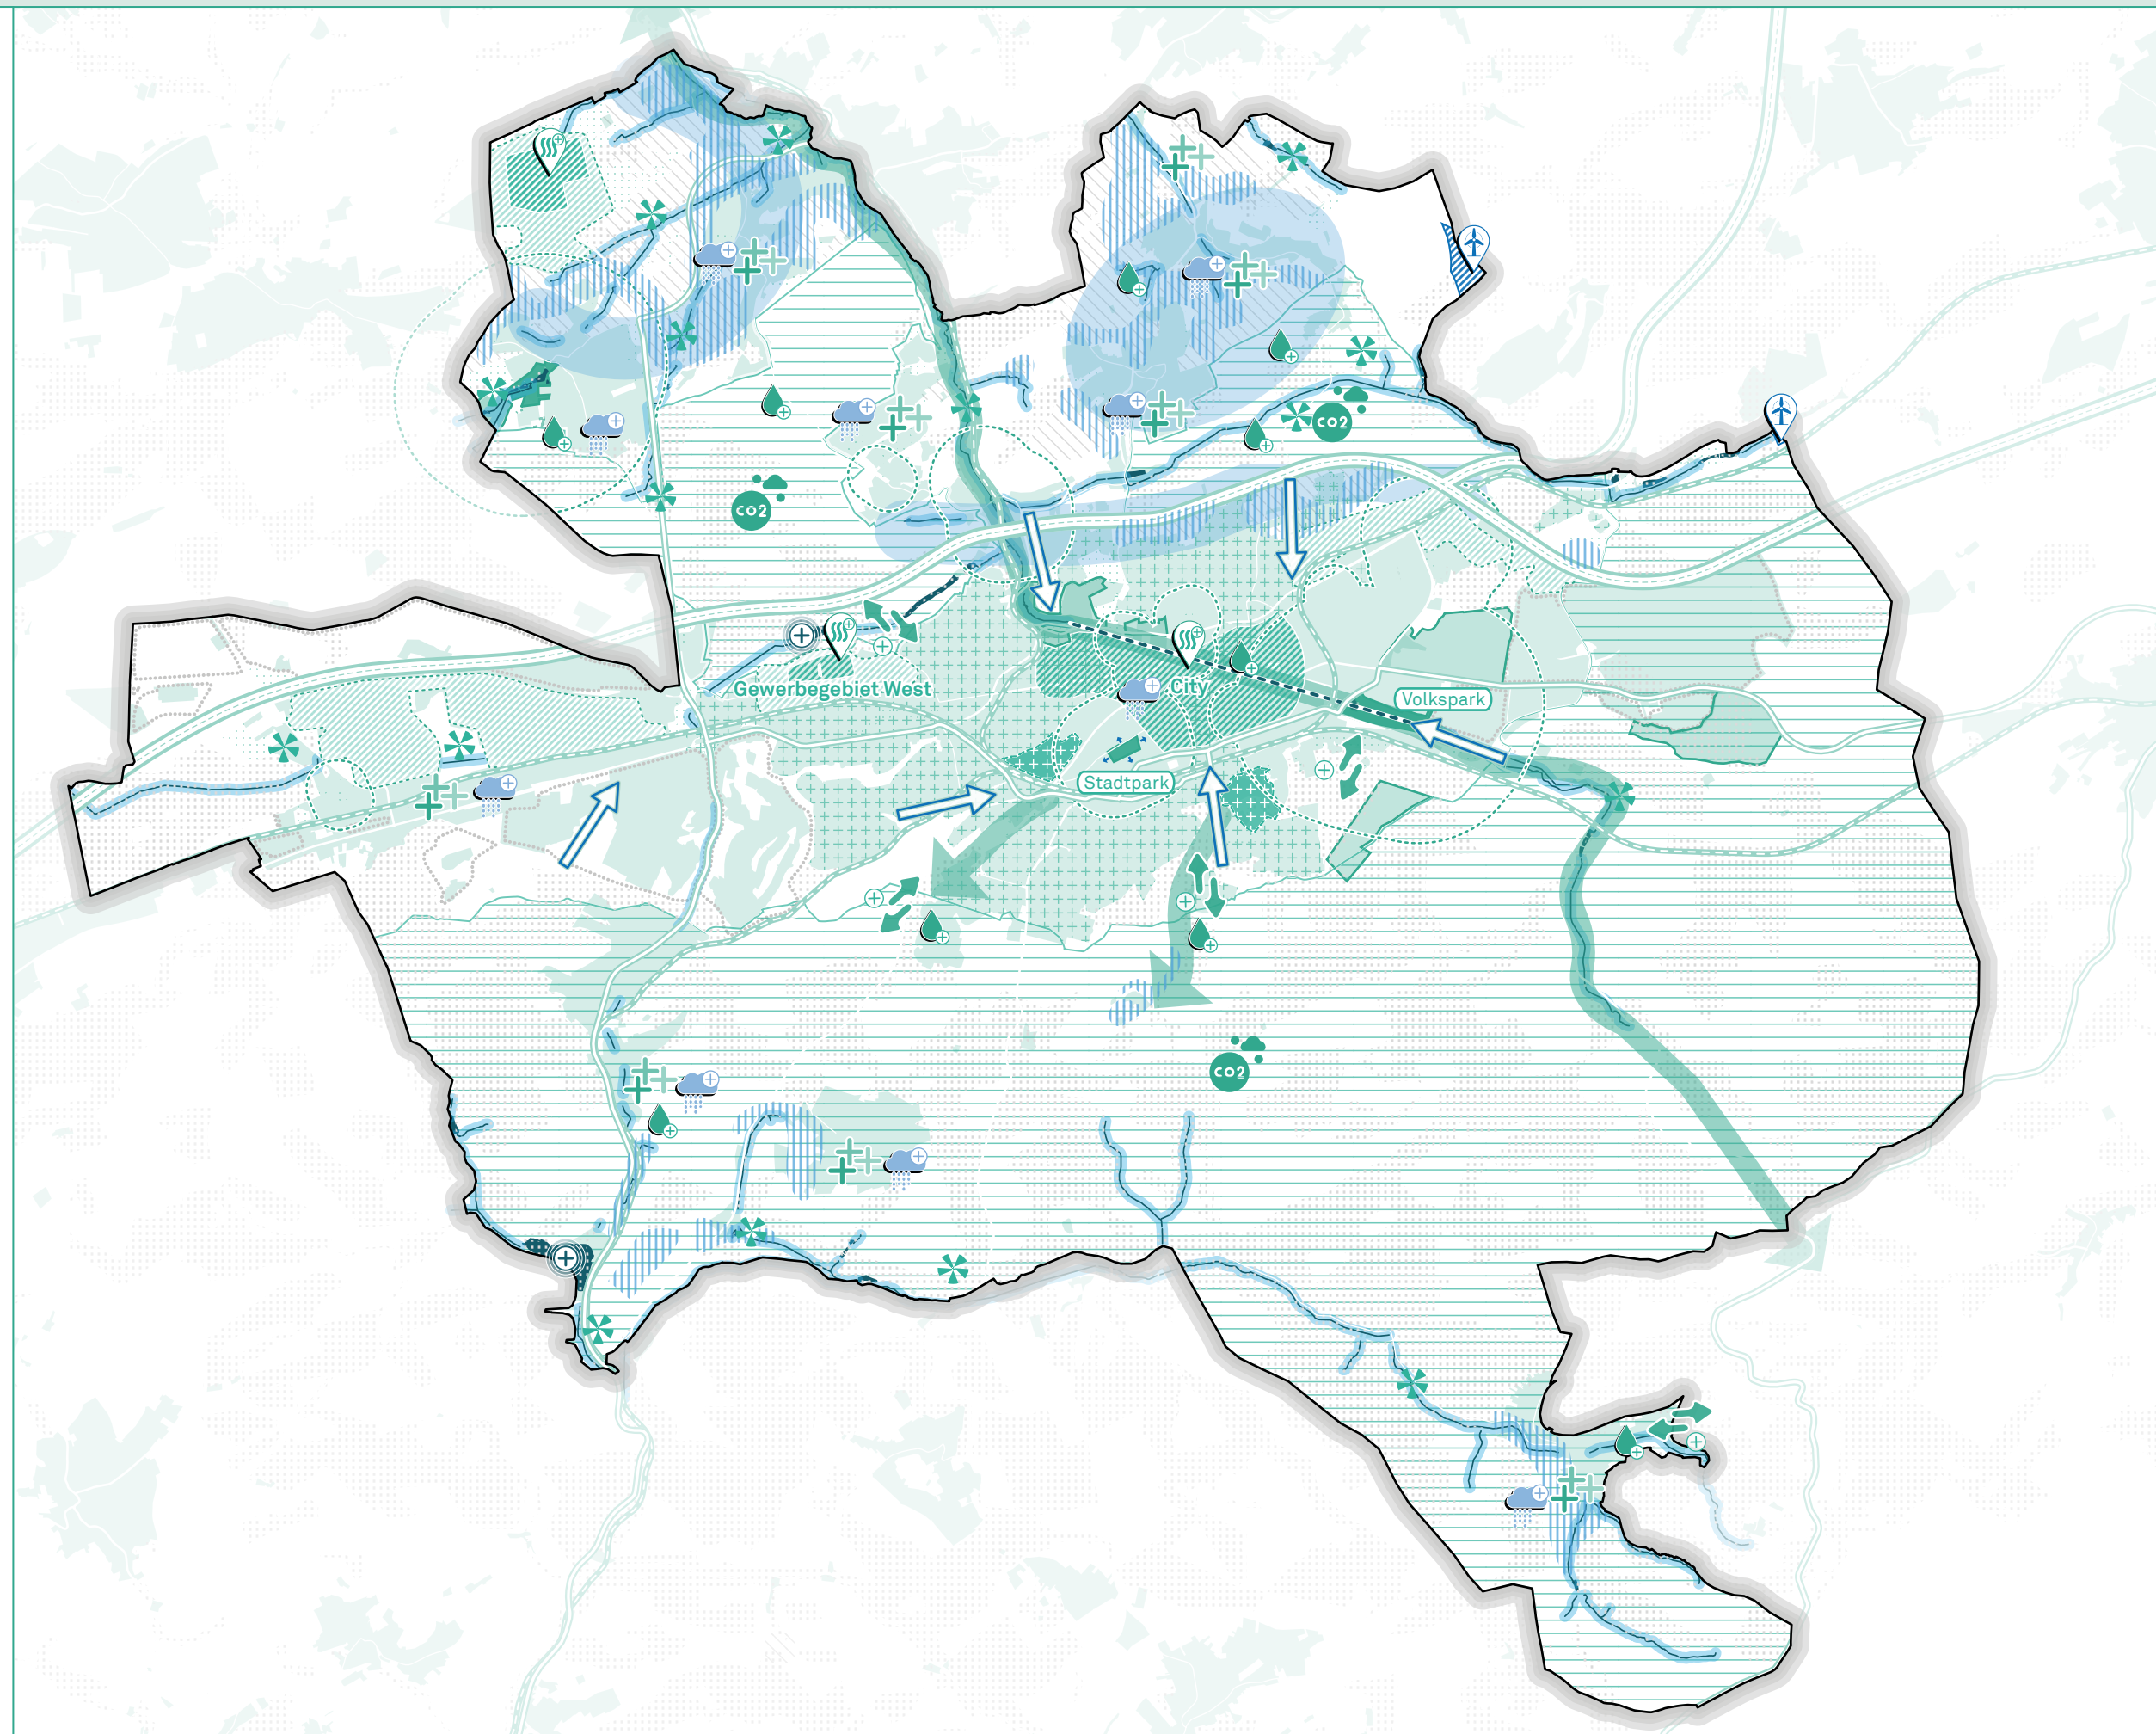 CO2
CO2
Gewerbegebiet West
City
Volkspark
Stadtpark
CO2